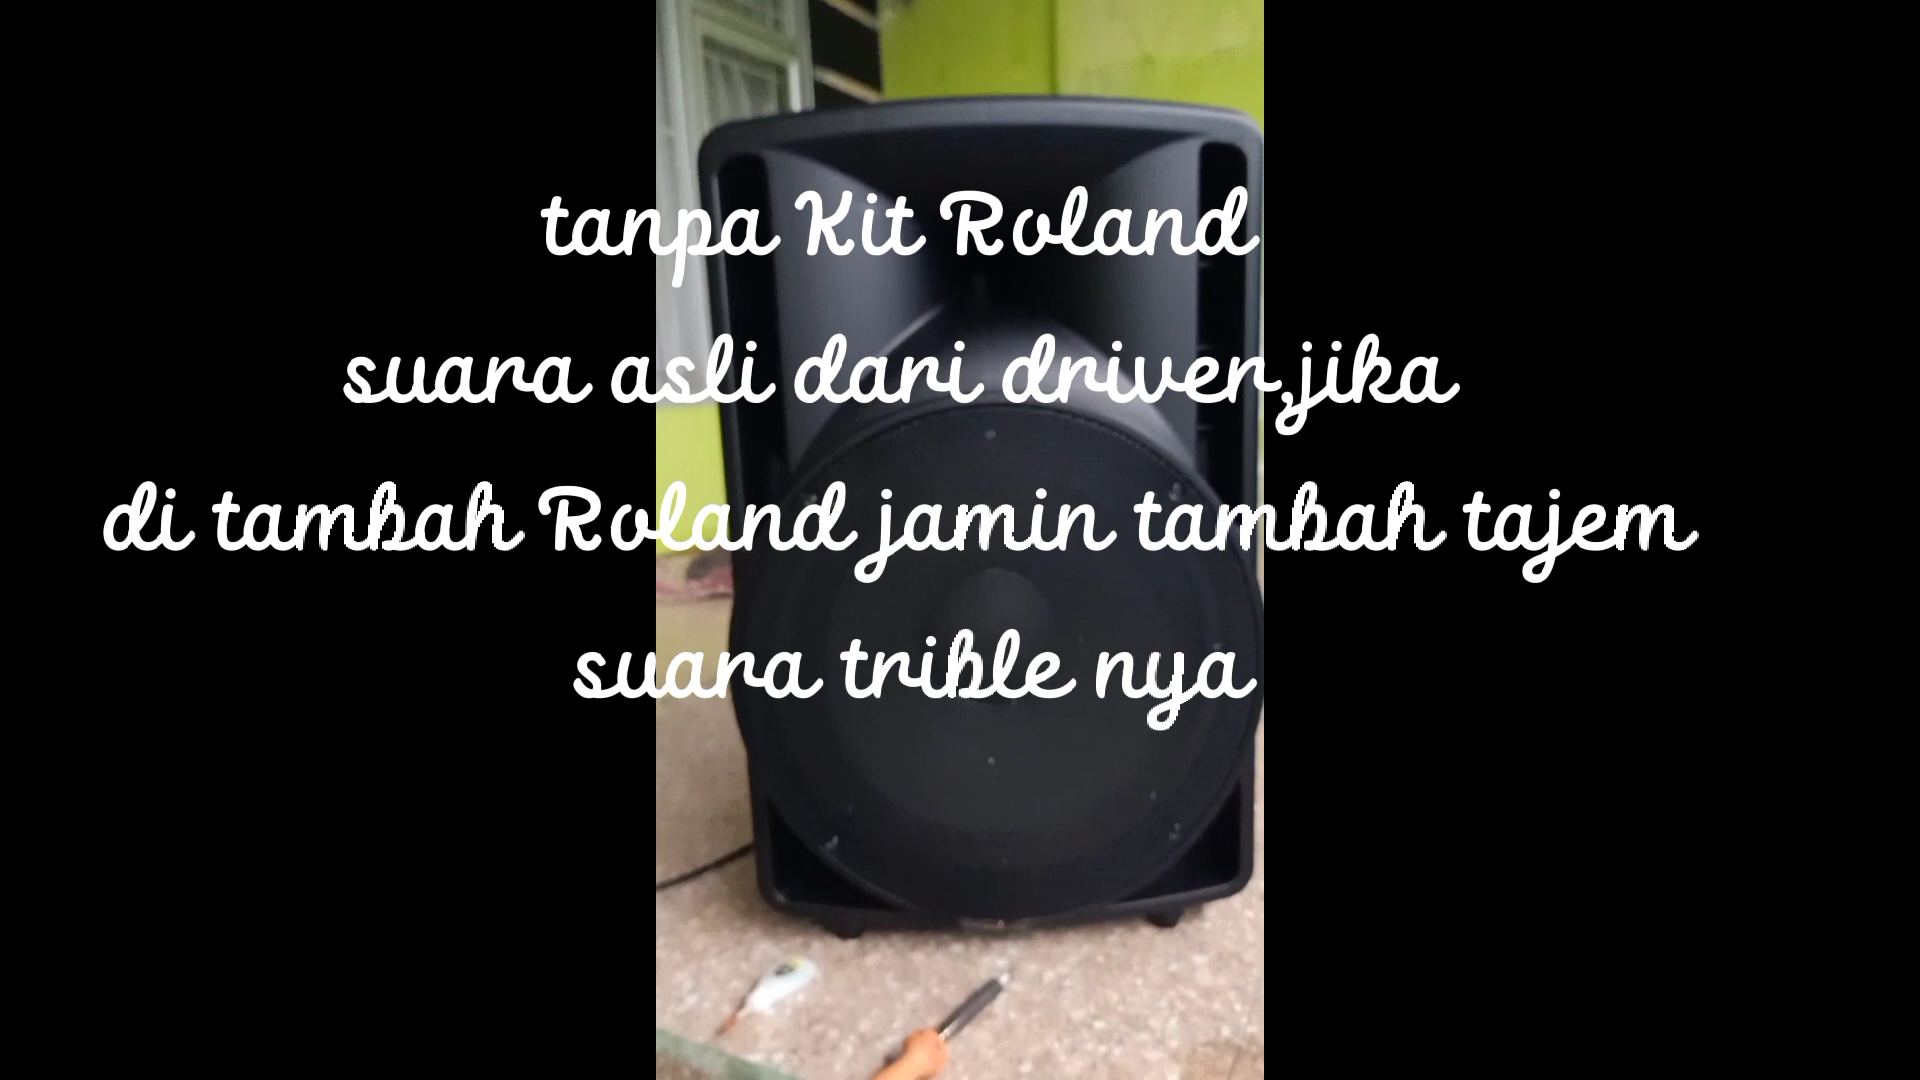 tanpa Kit Roland
suara asli dari driver,jika
di tambah Roland jamin tambah tajem
suara trible nya